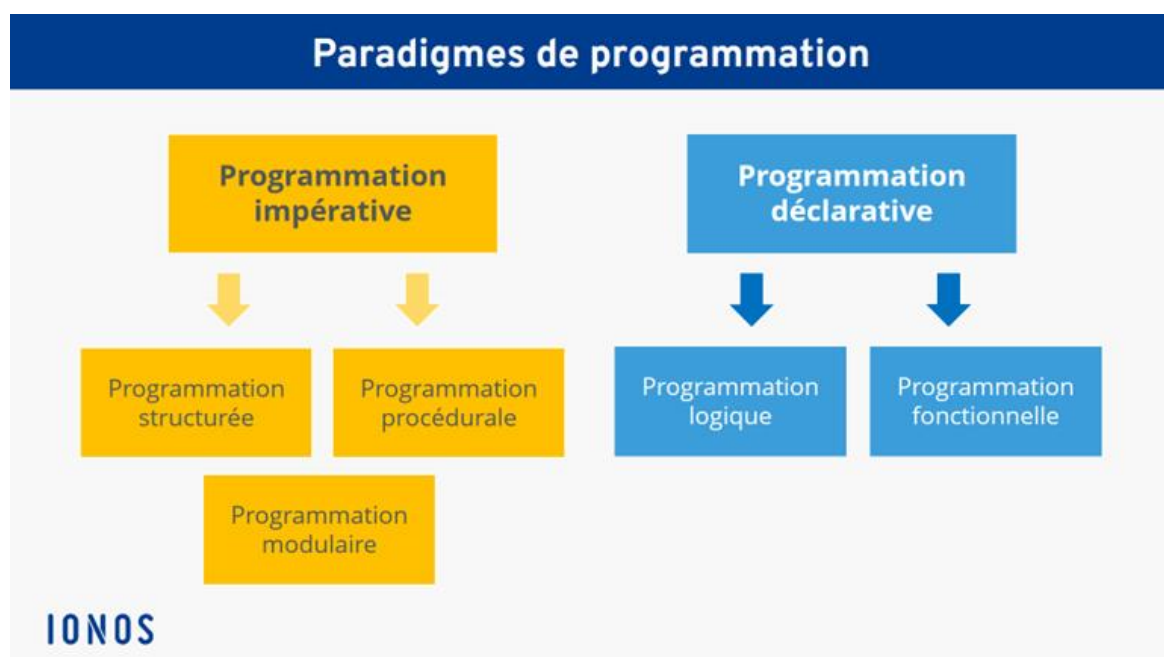 Paradigmes de programmation
Programmation
impérative
Programmation
déclarative
Programmation
structurée
Programmation
procédurale
Programmation
logique
Programmation
fonctionnelle
Programmation
modulaire
IONOS